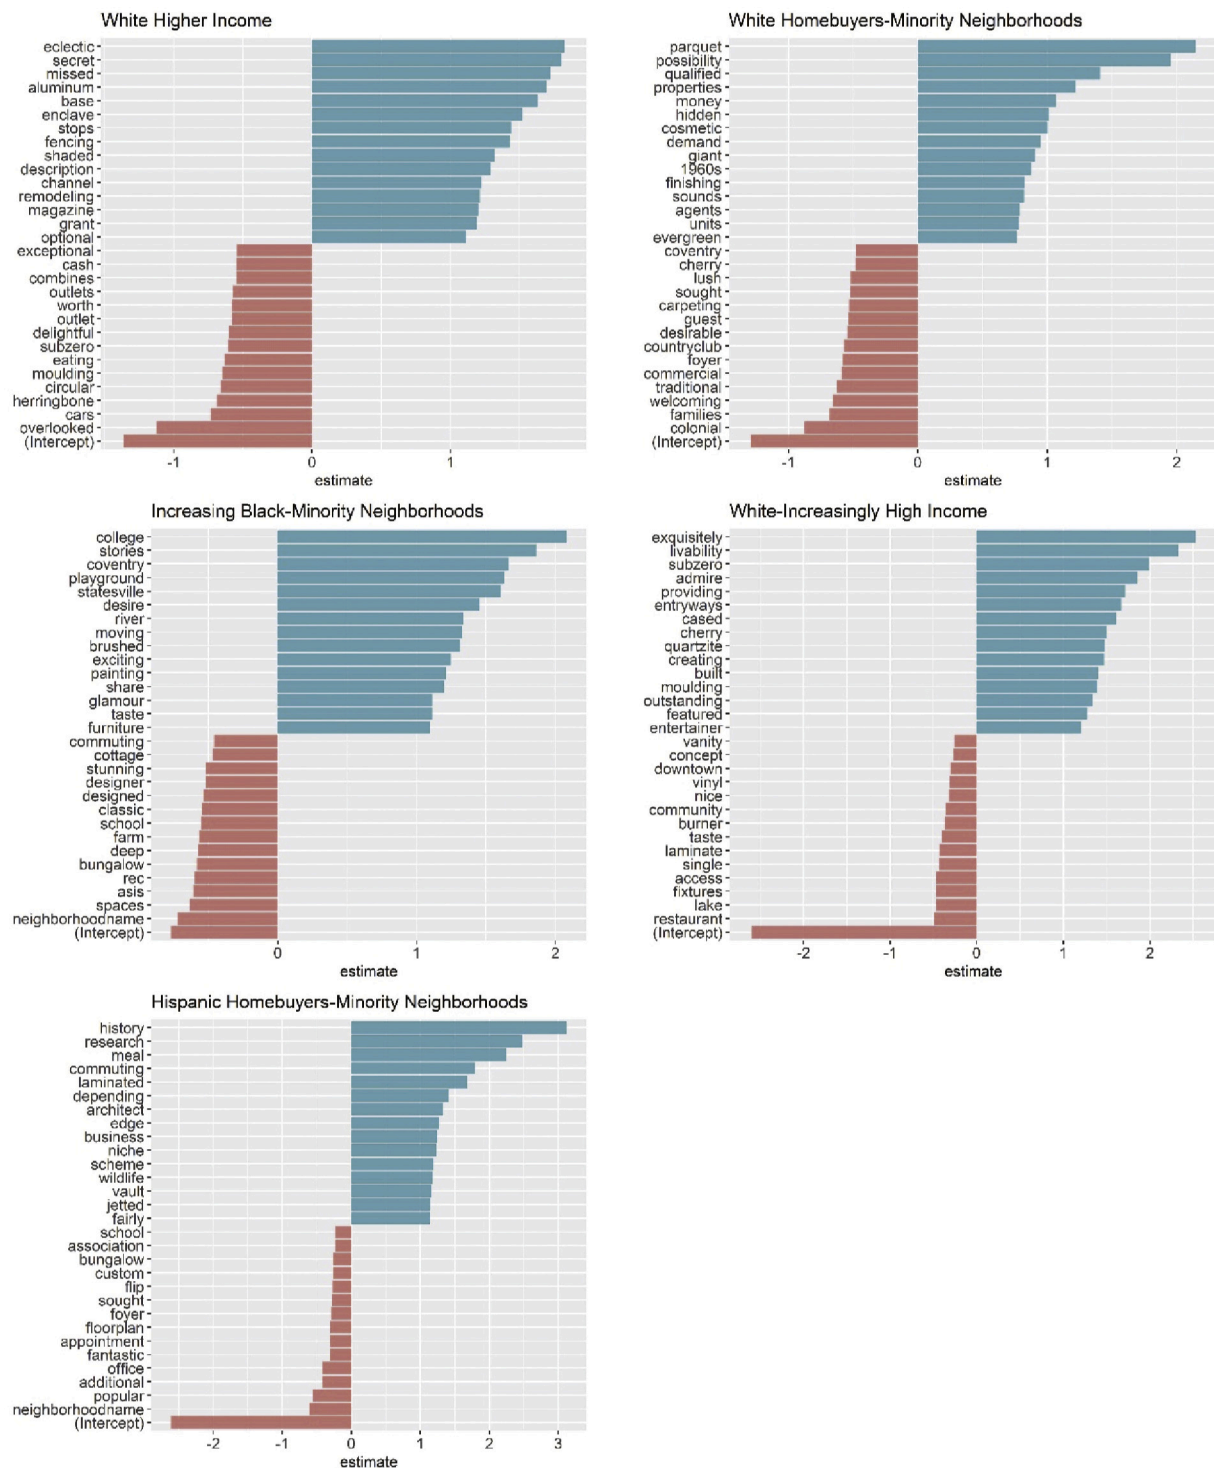 White Higher Income
eclectic
secret
missed
aluminum
base
enclave
stops
fencing
shaded
description
channel
remodeling
magazine
grant
optional
exceptional
cash
combines
outlets
worth
outlet
delightful
subzero
eating
moulding
circular
herringbone
cars
overlooked
(Intercept)
-1 0 1
estimate
White Homebuyers-Minority Neighborhoods
parquet
possibility
qualified
properties
money
hidden
cosmetic
demand
giant
1960s
finishing
sounds
agents
units
evergreen
coventry
cherry
lush
sought
carpeting
guest
desirable
countryclub
foyer
commercial
traditional
welcoming
families
colonial
(Intercept)
-1 0 1 2
estimate
Increasing Black-Minority Neighborhoods
college
stories
coventry
playground
statesville
desire
river
moving
brushed
exciting
painting
share
glamour
taste
furniture
commuting
cottage
stunning
designer
designed
classic
school
farm
deep
bungalow
rec
asis
spaces
neighborhoodname
(Intercept)
0 1 2
estimate
White-Increasingly High Income
exquisitely
livability
subzero
admire
providing
entryways
cased
cherry
quartzite
creating
built
moulding
outstanding
featured
entertainer
vanity
concept
downtown
vinyl
nice
community
burner
taste
laminate
single
access
fixtures
lake
restaurant
(Intercept)
-2 -1 0 1 2
estimate
Hispanic Homebuyers-Minority Neighborhoods
history
research
meal
commuting
laminated
depending
architect
edge
business
niche
scheme
wildlife
vault
jetted
fairly
school
association
bungalow
custom
flip
sought
foyer
floorplan
appointment
fantastic
office
additional
popular
neighborhoodname
(Intercept)
-2 -1 0 1 2 3
estimate